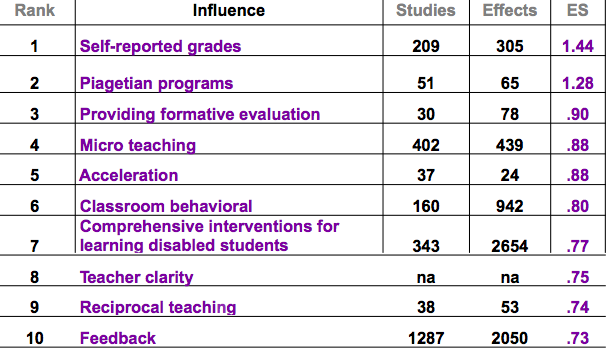 Rank Influence Studies Effects ES
1 Self-reported grades 209 305 1.44
2 Piagetian programs 51 65 1.28
3 Providing formative evaluation 30 78 .90
4 Micro teaching 402 439 .88
5 Acceleration 37 24 .88
6 Classroom behavioral 160 942 .80
Comprehensive interventions for
7 learning disabled students 343 2654 .77
8 Teacher clarity na na .75
9 Reciprocal teaching 38 53 .74
10 Feedback 1287 2050 .73